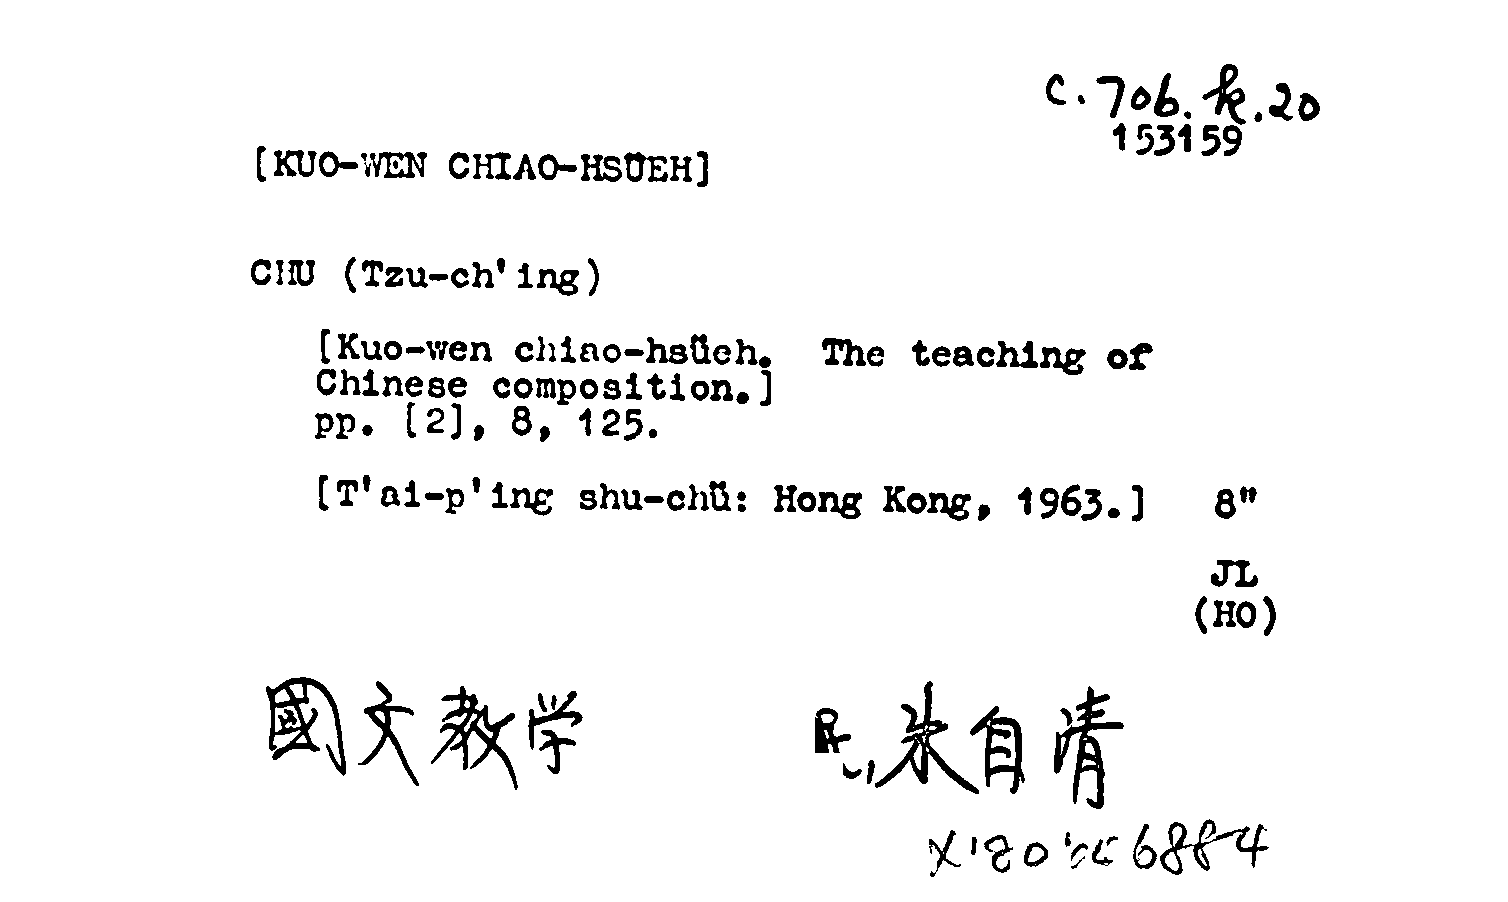 c.706.k.20
153159
[KUO-WEN CHIAO-HSÜEH]
CHU (Tzu-ch'ing)
[Kuo-wen chiao-hsüeh. The teaching of
Chinese composition.]
pp. [2], 8, 125.
[T'ai-p'ing shu-chü: Hong Kong, 1963.] 8"
JL
(HO)
國文教学 朱自清
6884